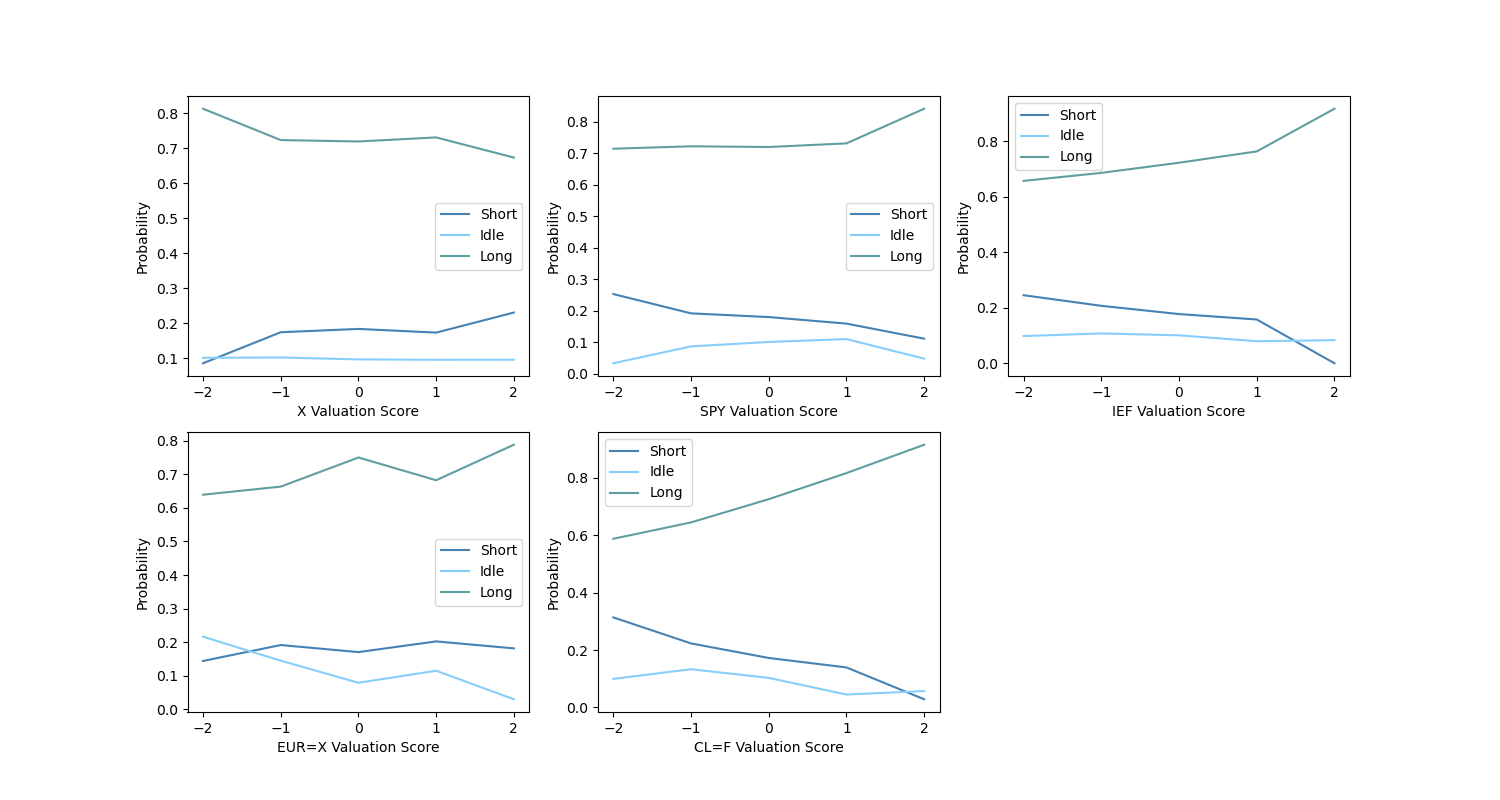 0.8
0.7
0.6
0.5
0.4
0.3
0.2
0.1
Probability
Short
Idle
Long
−2 −1 0 1 2
X Valuation Score
0.8
0.7
0.6
0.5
0.4
0.3
0.2
0.1
0.0
Probability
Short
Idle
Long
−2 −1 0 1 2
SPY Valuation Score
0.8
0.6
0.4
0.2
0.0
Probability
Short
Idle
Long
−2 −1 0 1 2
IEF Valuation Score
0.8
0.7
0.6
0.5
0.4
0.3
0.2
0.1
0.0
Probability
Short
Idle
Long
−2 −1 0 1 2
EUR=X Valuation Score
0.8
0.6
0.4
0.2
0.0
Probability
Short
Idle
Long
−2 −1 0 1 2
CL=F Valuation Score